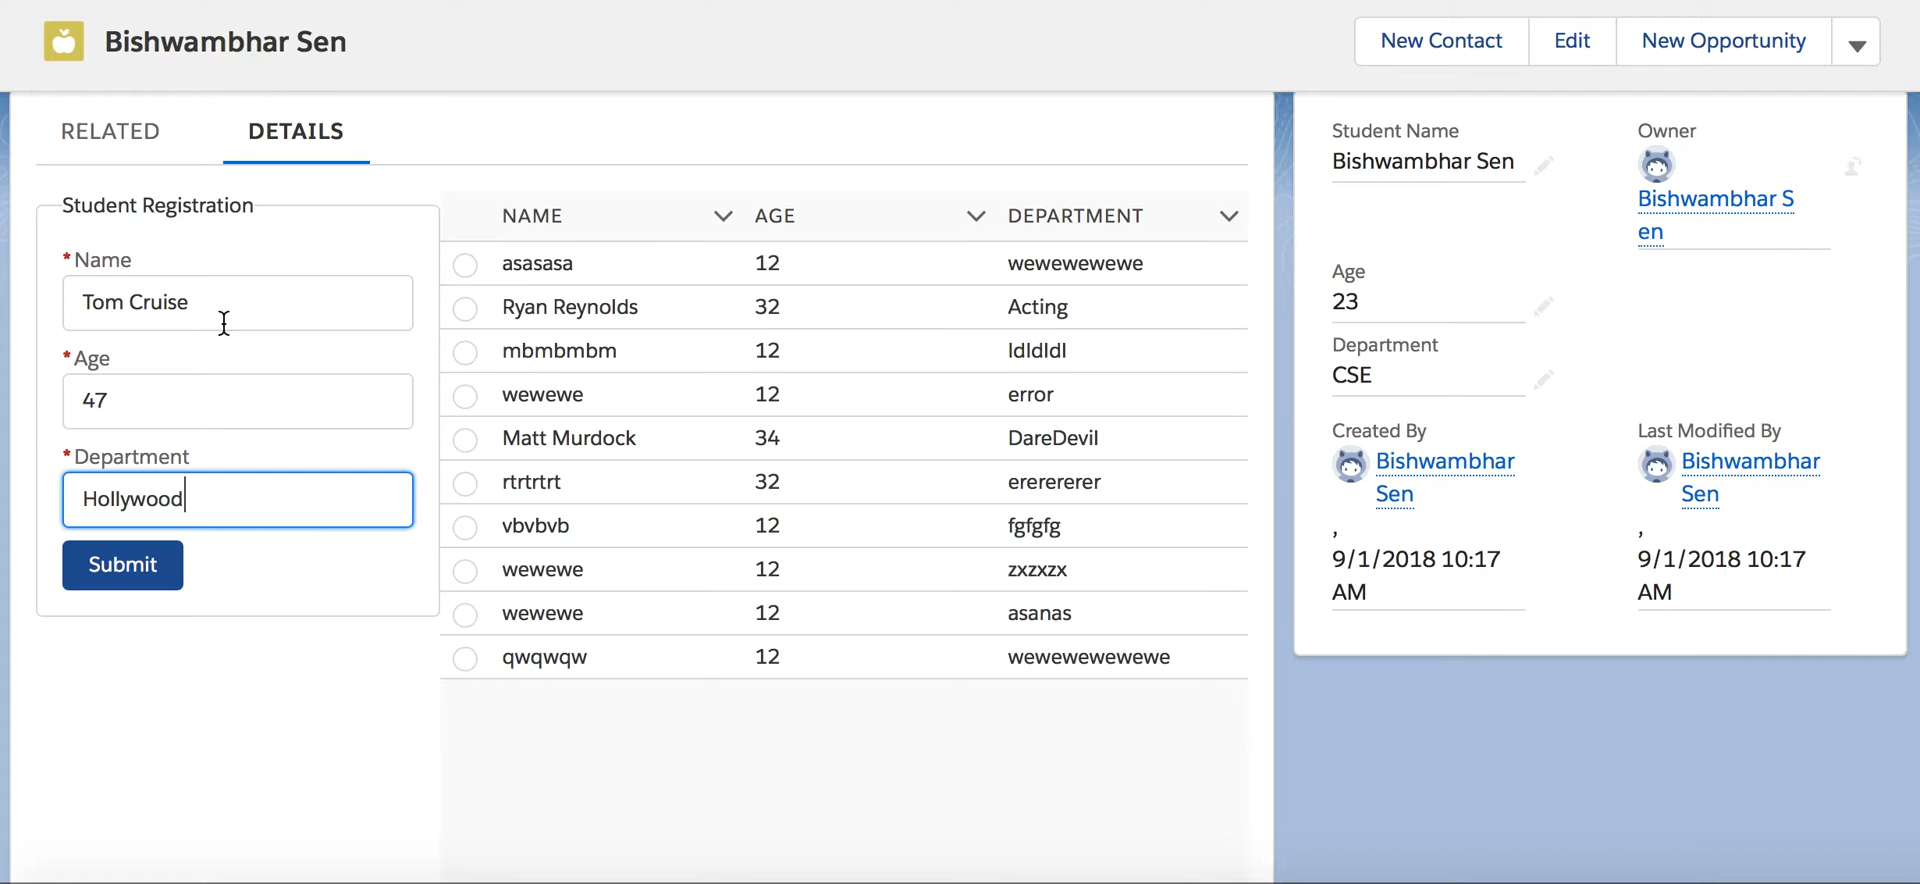 Bishwambhar Sen
New Contact
Edit
New Opportunity
RELATED
DETAILS
Student Registration
*Name
Tom Cruise
*Age
47
*Department
Hollywood
Submit
NAME AGE DEPARTMENT
asasasa 12 wewewewewe
Ryan Reynolds 32 Acting
mbmbmbm 12 ldldldl
wewewe 12 error
Matt Murdock 34 DareDevil
rtrtrtrt 32 erererererer
vbvbvb 12 fgfgfg
wewewe 12 zxzxzx
wewewe 12 asanas
qwqwqw 12 wewewewewewe
Student Name
Bishwambhar Sen
Owner
Bishwambhar S
en
Age
23
Department
CSE
Created By
Bishwambhar
Sen
,
9/1/2018 10:17
AM
Last Modified By
Bishwambhar
Sen
,
9/1/2018 10:17
AM